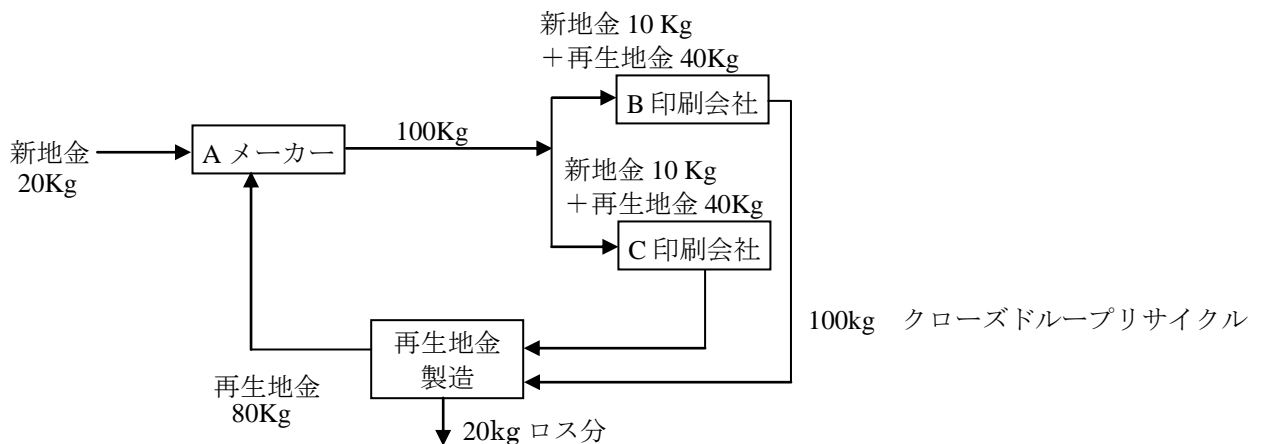 新地金 10 Kg
＋再生地金 40Kg
B 印刷会社
新地金
20Kg
A メーカー
100Kg
新地金 10 Kg
＋再生地金 40Kg
C 印刷会社
100kg　クローズドループリサイクル
再生地金
製造
再生地金
80Kg
20kg ロス分